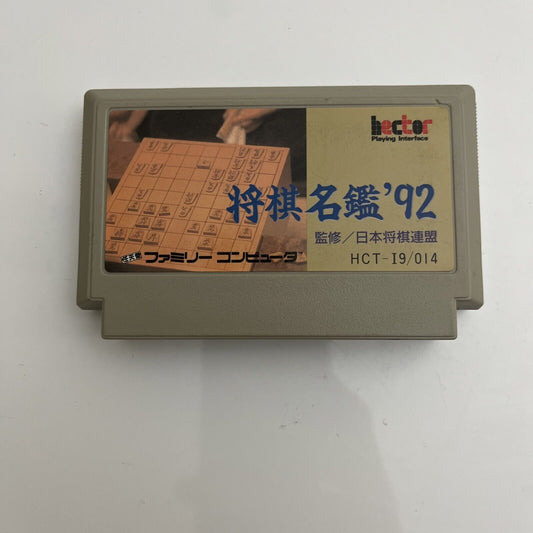 hector
Playing Interface
将棋名鑑'92
監修/日本将棋連盟
ファミリー コンピュータ
HCT-I9/014